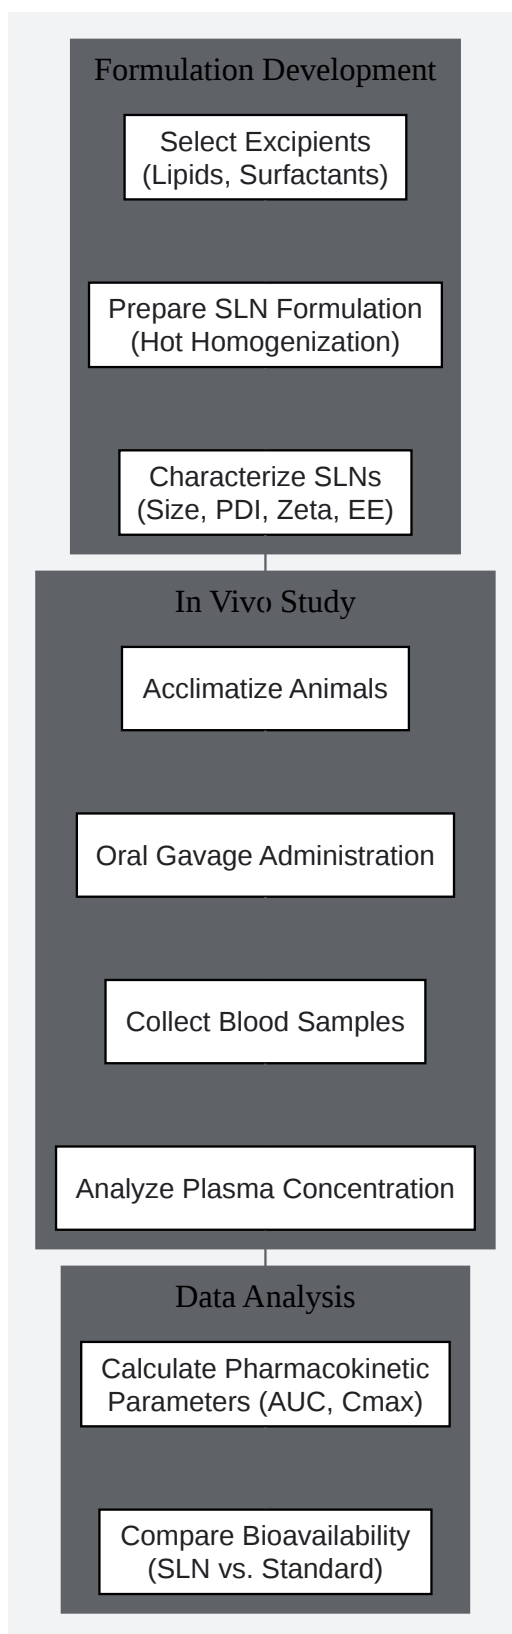 Formulation Development
Select Excipients
(Lipids, Surfactants)
Prepare SLN Formulation
(Hot Homogenization)
Characterize SLNs
(Size, PDI, Zeta, EE)
In Vivo Study
Acclimatize Animals
Oral Gavage Administration
Collect Blood Samples
Analyze Plasma Concentration
Data Analysis
Calculate Pharmacokinetic
Parameters (AUC, Cmax)
Compare Bioavailability
(SLN vs. Standard)